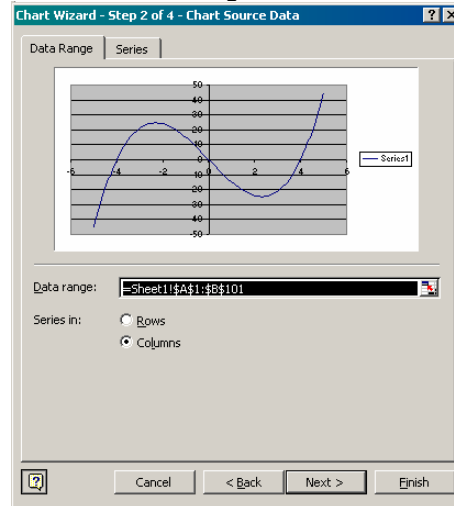 Chart Wizard - Step 2 of 4 - Chart Source Data
Data Range Series
50
40
30
20
10
0
-6 -4 -2 0 2 4 6
-10
-20
-30
-40
-50
Series1
Data range: =Sheet1!$A$1:$B$101
Series in: Rows
Columns
Cancel < Back Next > Finish